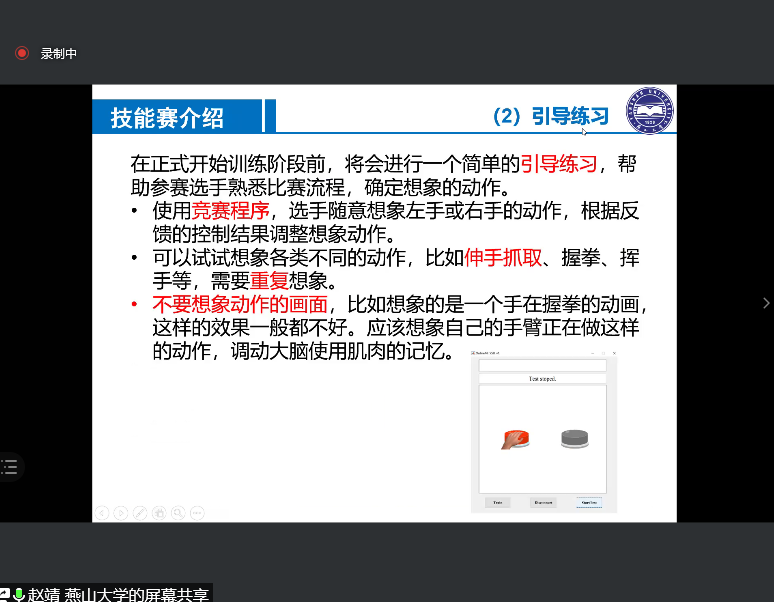 录制中
技能赛介绍
（2）引导练习
在正式开始训练阶段前，将会进行一个简单的引导练习，帮
助参赛选手熟悉比赛流程，确定想象的动作。
• 使用竞赛程序，选手随意想象左手或右手的动作，根据反
馈的控制结果调整想象动作。
• 可以试试想象各类不同的动作，比如伸手抓取、握拳、挥
手等，需要重复想象。
• 不要想象动作的画面，比如想象的是一个手在握拳的动画，
这样的效果一般都不好。应该想象自己的手臂正在做这样
的动作，调动大脑使用肌肉的记忆。
Test stoped.
赵靖 燕山大学的屏幕共享